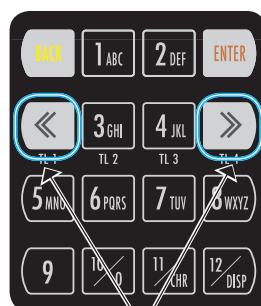 BACK 1 ABC 2 DEF ENTER
3 GHI 4 JKL
TL 1 TL 2 TL 3 TL 4
5 MNO 6 PQRS 7 TUV 8 WXYZ
9 10/0 11/CHR 12/DISP